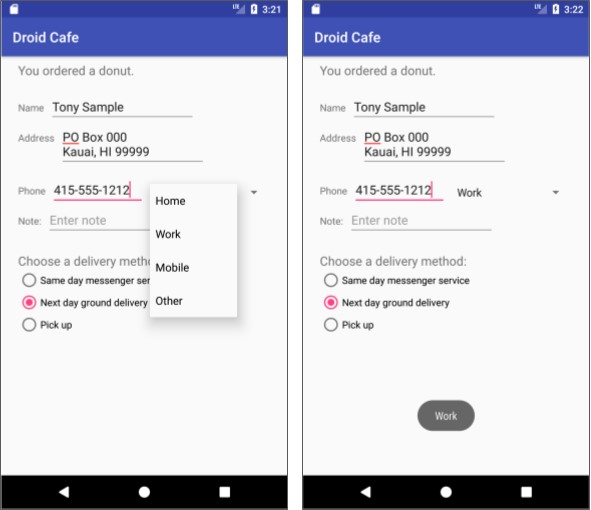 3:21
Droid Cafe
You ordered a donut.
Name Tony Sample
Address PO Box 000
Kauai, HI 99999
Phone 415-555-1212
Home
Work
Mobile
Other
Note: Enter note
Choose a delivery metho
Same day messenger ser
Next day ground delivery
Pick up
3:22
Droid Cafe
You ordered a donut.
Name Tony Sample
Address PO Box 000
Kauai, HI 99999
Phone 415-555-1212 Work
Note: Enter note
Choose a delivery method:
Same day messenger service
Next day ground delivery
Pick up
Work